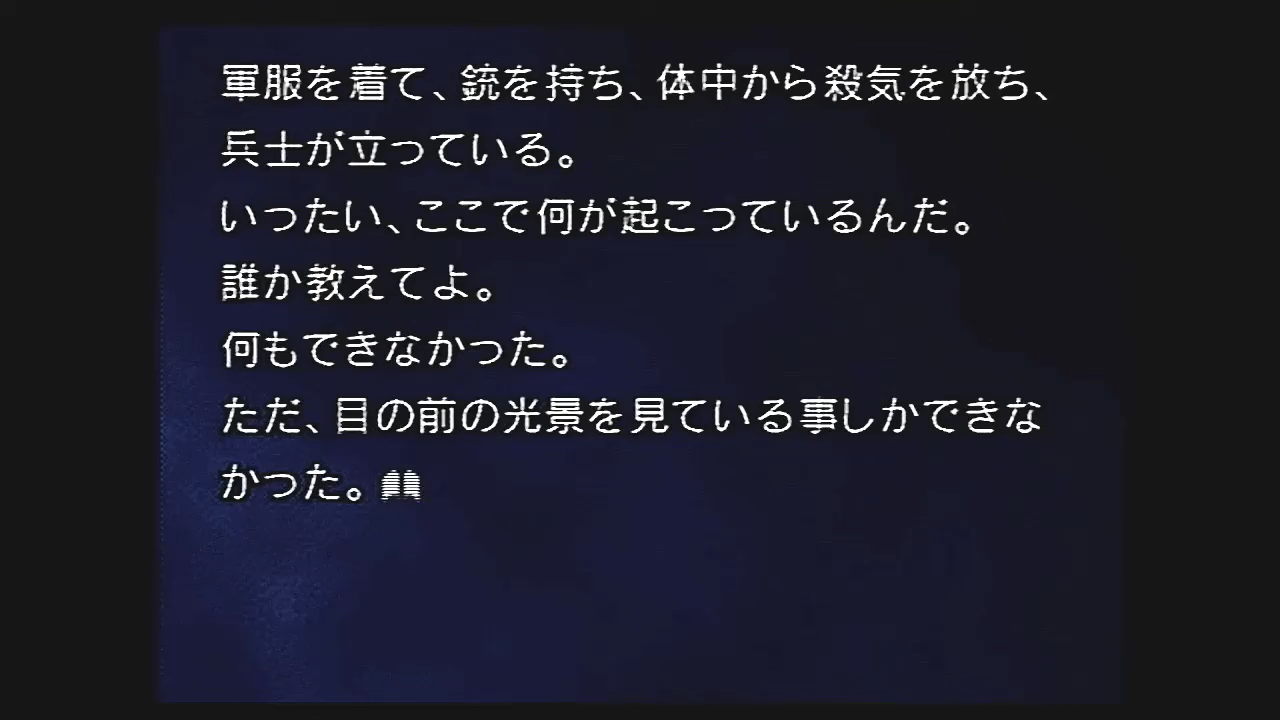 軍服を着て、銃を持ち、体中から殺気を放ち、
兵士が立っている。
いったい、ここで何が起こっているんだ。
誰か教えてよ。
何もできなかった。
ただ、目の前の光景を見ている事しかできな
かった。